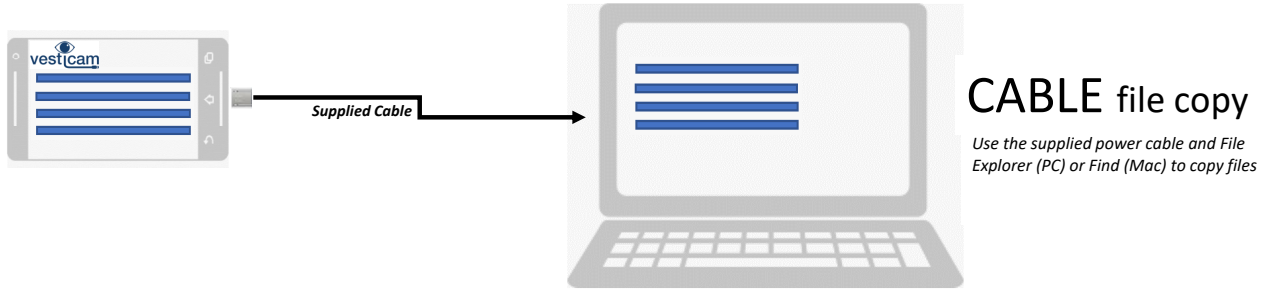 vesticam
Supplied Cable
CABLE file copy
Use the supplied power cable and File
Explorer (PC) or Find (Mac) to copy files